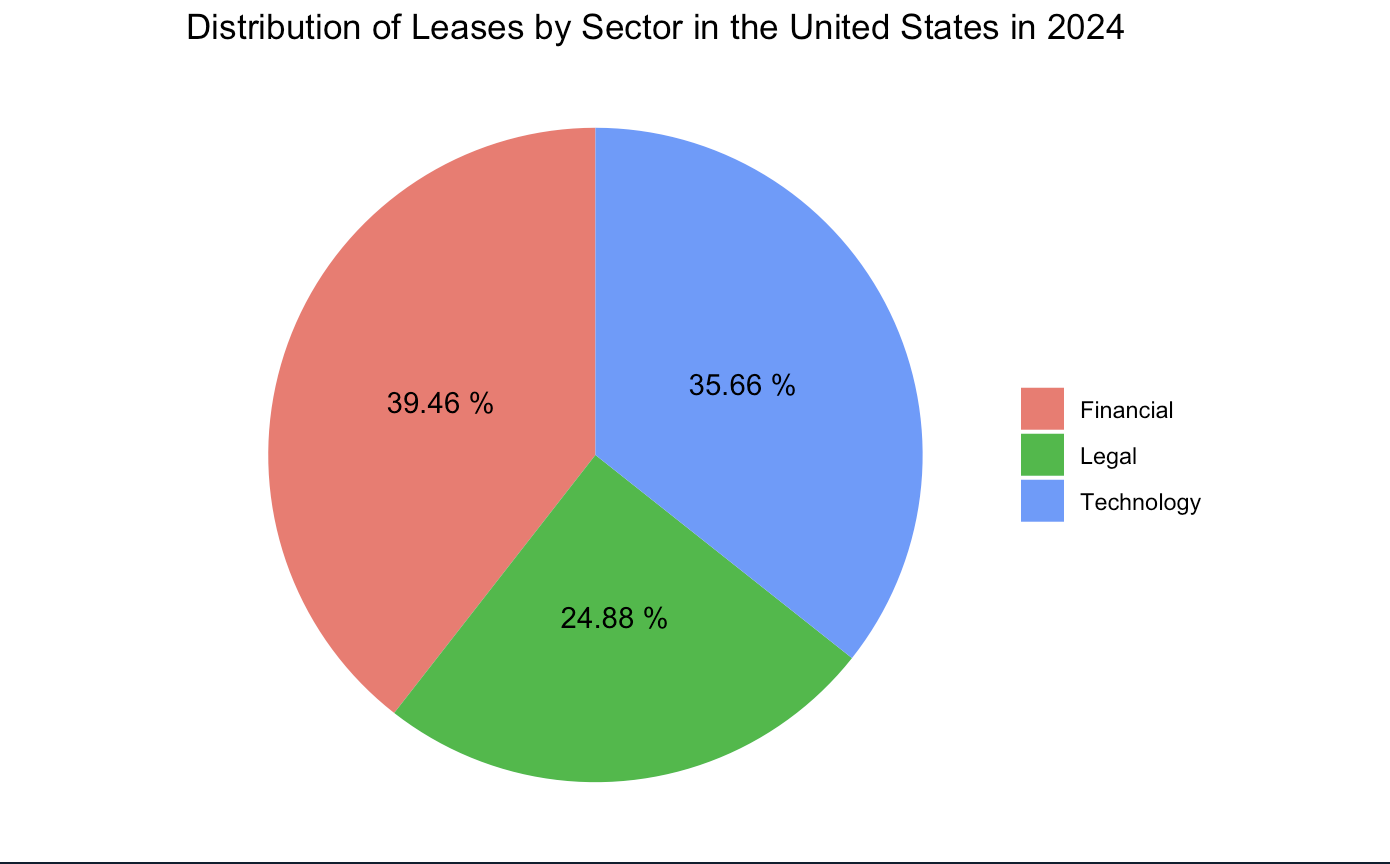 Distribution of Leases by Sector in the United States in 2024
35.66 %
39.46 %
24.88 %
Financial
Legal
Technology